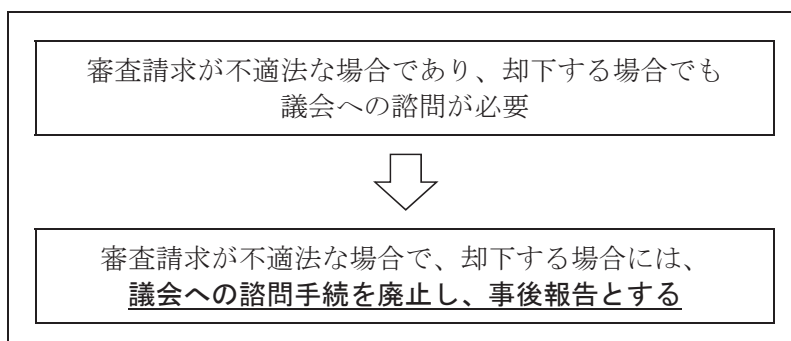 審査請求が不適法な場合であり、却下する場合でも
議会への諮問が必要
審査請求が不適法な場合で、却下する場合には、
議会への諮問手続を廃止し、事後報告とする